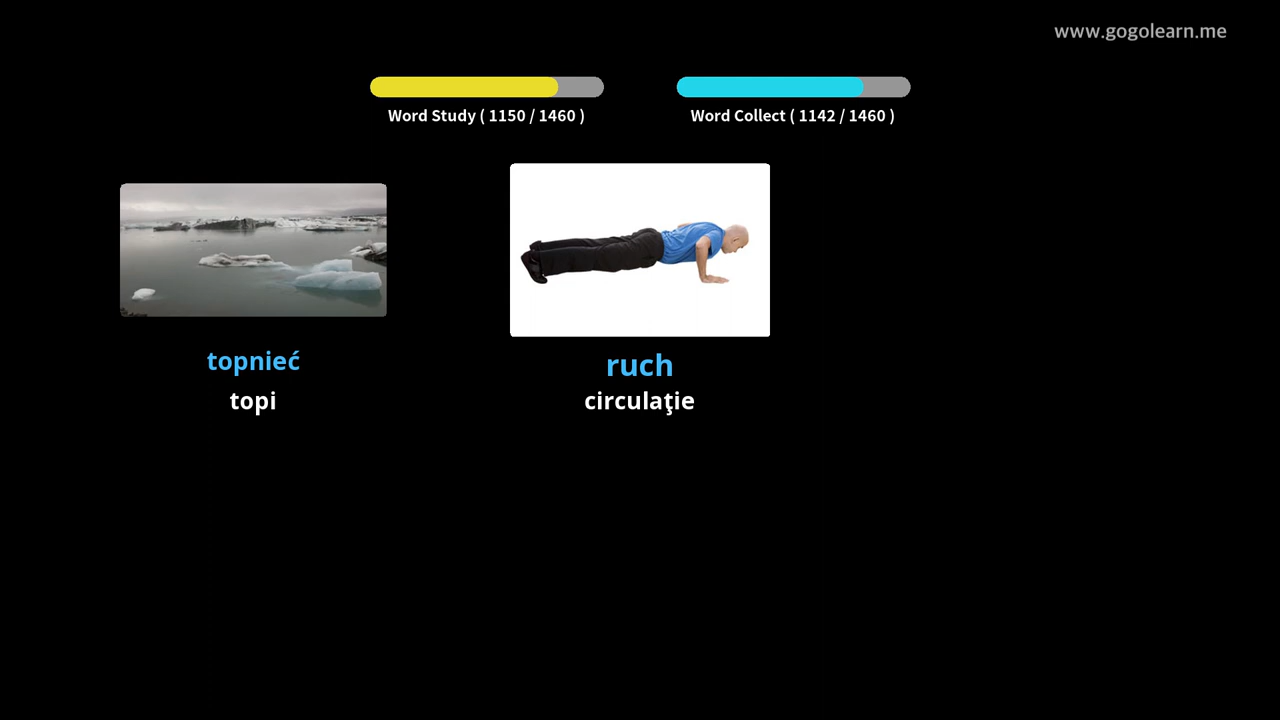 www.gogolearn.me
Word Study ( 1150 / 1460 )
Word Collect ( 1142 / 1460 )
topnieć
topi
ruch
circulaţie